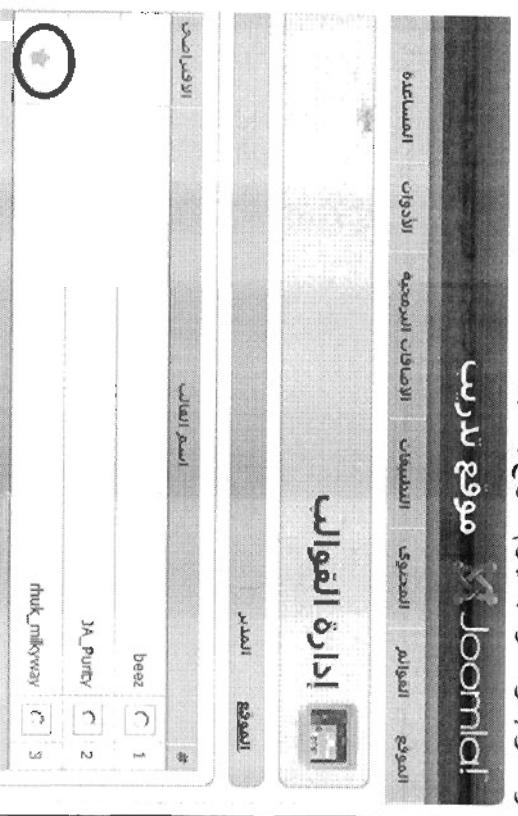 موقع تدريب Joomla!
الموقع القوائم المحتوى التطبيقات الإضافات البرمجية الأدوات المساعدة
إدارة القوالب
الموقع المدير
# اسم القالب الافتراضي
1 beez
2 JA_Purity
3 rhuk_milkyway